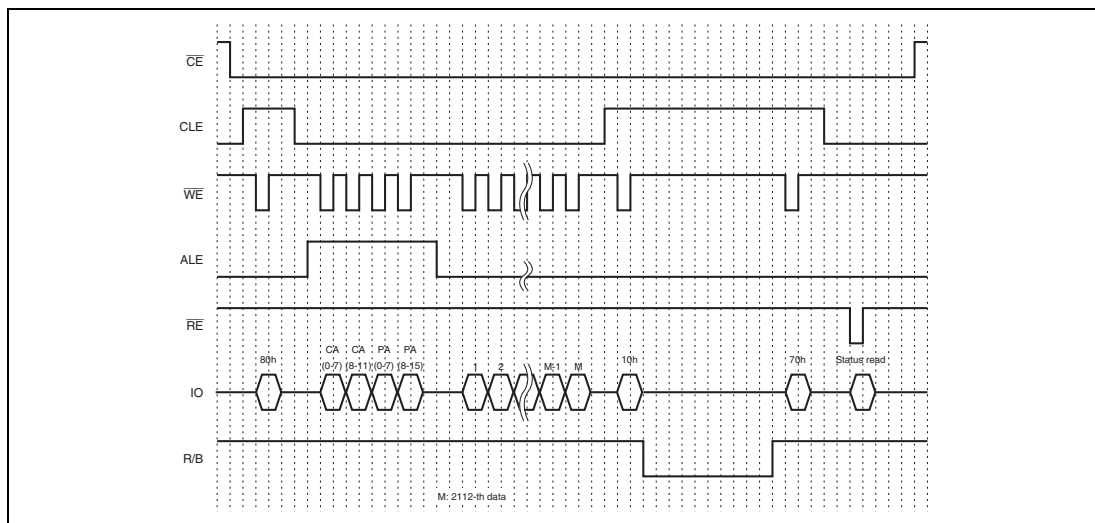 CE
CLE
WE
ALE
RE
CA CA PA PA
80h (0-7) (8-11) (0-7) (8-15) 1 2 M-1 M 10h 70h Status read
IO
R/B
M: 2112-th data